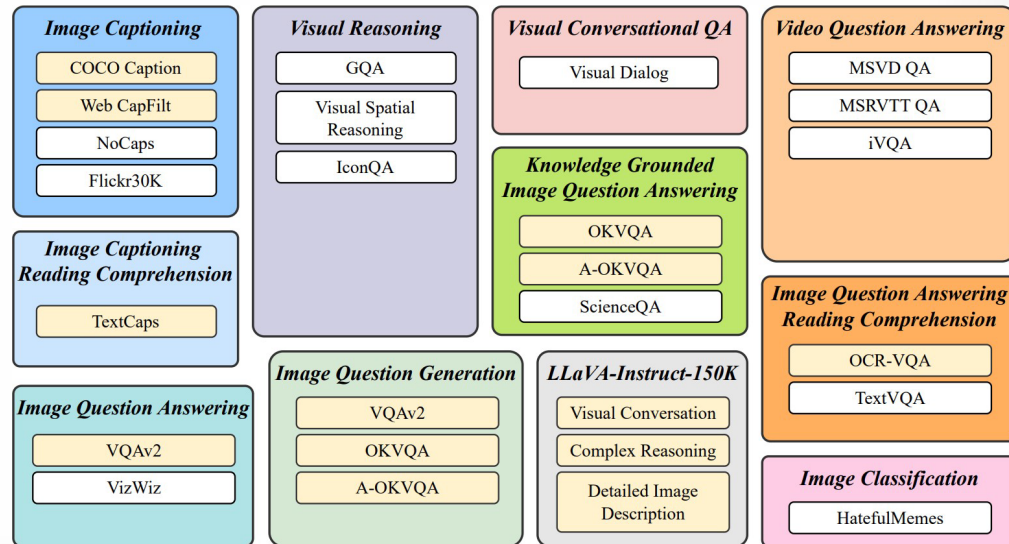 Image Captioning
COCO Caption
Web CapFilt
NoCaps
Flickr30K
Visual Reasoning
GQA
Visual Spatial
Reasoning
IconQA
Visual Conversational QA
Visual Dialog
Video Question Answering
MSVD QA
MSRVTT QA
iVQA
Knowledge Grounded
Image Question Answering
OKVQA
A-OKVQA
ScienceQA
Image Captioning
Reading Comprehension
TextCaps
Image Question Answering
Reading Comprehension
OCR-VQA
TextVQA
Image Question Answering
VQAv2
VizWiz
Image Question Generation
VQAv2
OKVQA
A-OKVQA
LLaVA-Instruct-150K
Visual Conversation
Complex Reasoning
Detailed Image
Description
Image Classification
HatefulMemes